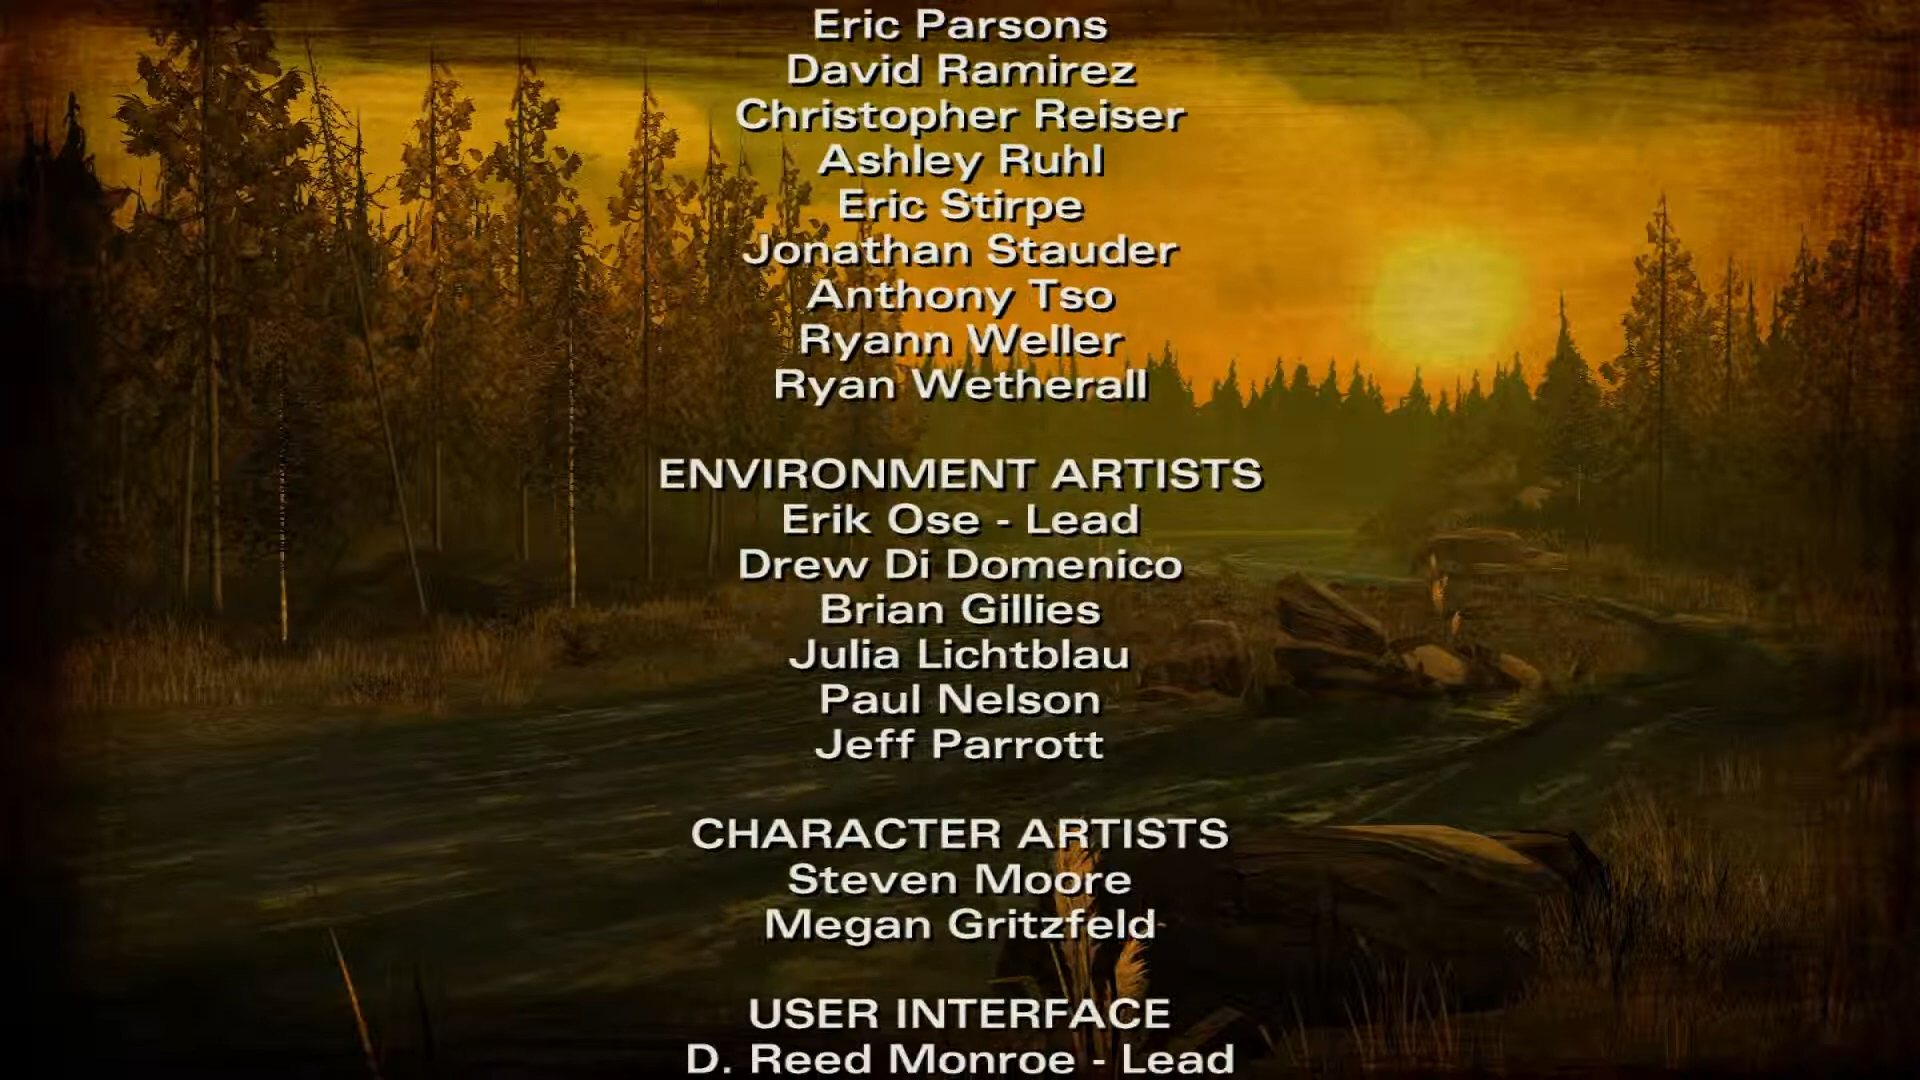 Eric Parsons
David Ramirez
Christopher Reiser
Ashley Ruhl
Eric Stirpe
Jonathan Stauder
Anthony Tso
Ryann Weller
Ryan Wetherall
ENVIRONMENT ARTISTS
Erik Ose - Lead
Drew Di Domenico
Brian Gillies
Julia Lichtblau
Paul Nelson
Jeff Parrott
CHARACTER ARTISTS
Steven Moore
Megan Gritzfeld
USER INTERFACE
D. Reed Monroe - Lead